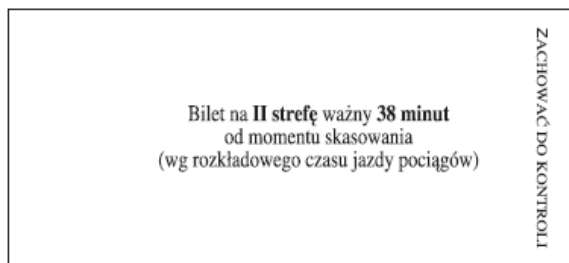 Bilet na II strefę ważny 38 minut
od momentu skasowania
(wg rozkładowego czasu jazdy pociągów)
ZACHOWAĆ DO KONTROLI